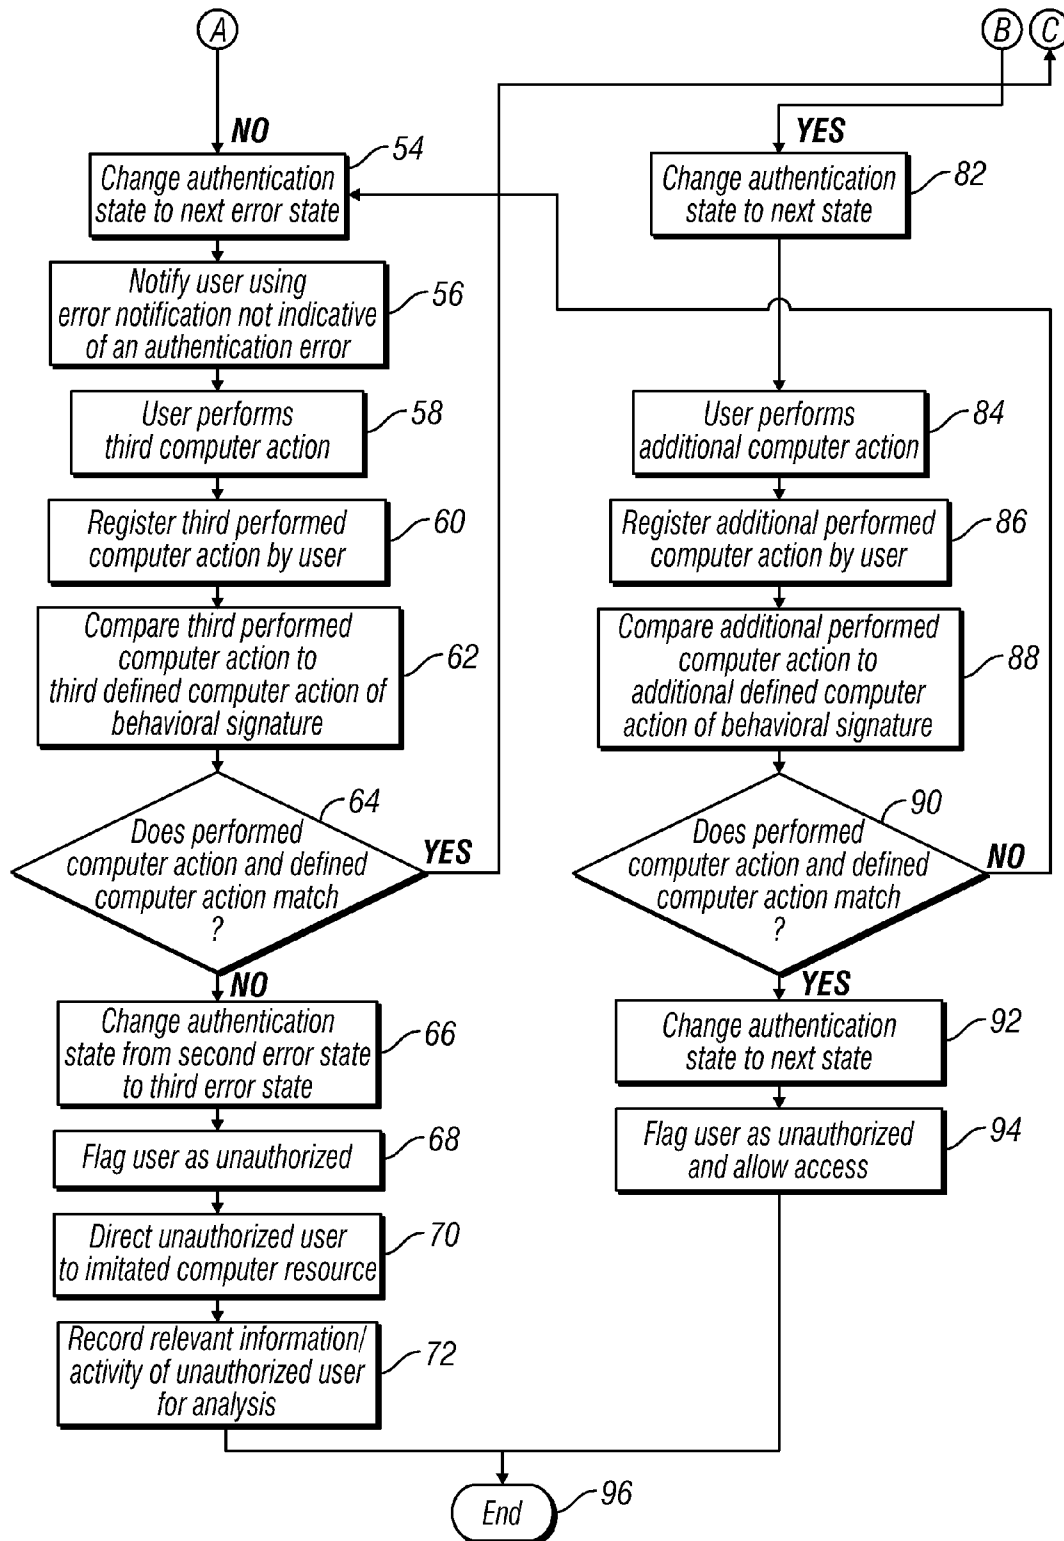 A
B
C
NO
54
Change authentication
state to next error state
Notify user using
error notification not indicative
of an authentication error
56
User performs
third computer action
58
Register third performed
computer action by user
60
Compare third performed
computer action to
third defined computer action of
behavioral signature
62
64
Does performed
computer action and defined
computer action match
?
YES
NO
Change authentication
state from second error state
to third error state
66
Flag user as unauthorized
68
Direct unauthorized user
to imitated computer resource
70
Record relevant information/
activity of unauthorized user
for analysis
72
YES
Change authentication
state to next state
82
User performs
additional computer action
84
Register additional performed
computer action by user
86
Compare additional performed
computer action to
additional defined computer
action of behavioral signature
88
90
Does performed
computer action and defined
computer action match
?
NO
YES
Change authentication
state to next state
92
Flag user as unauthorized
and allow access
94
End
96